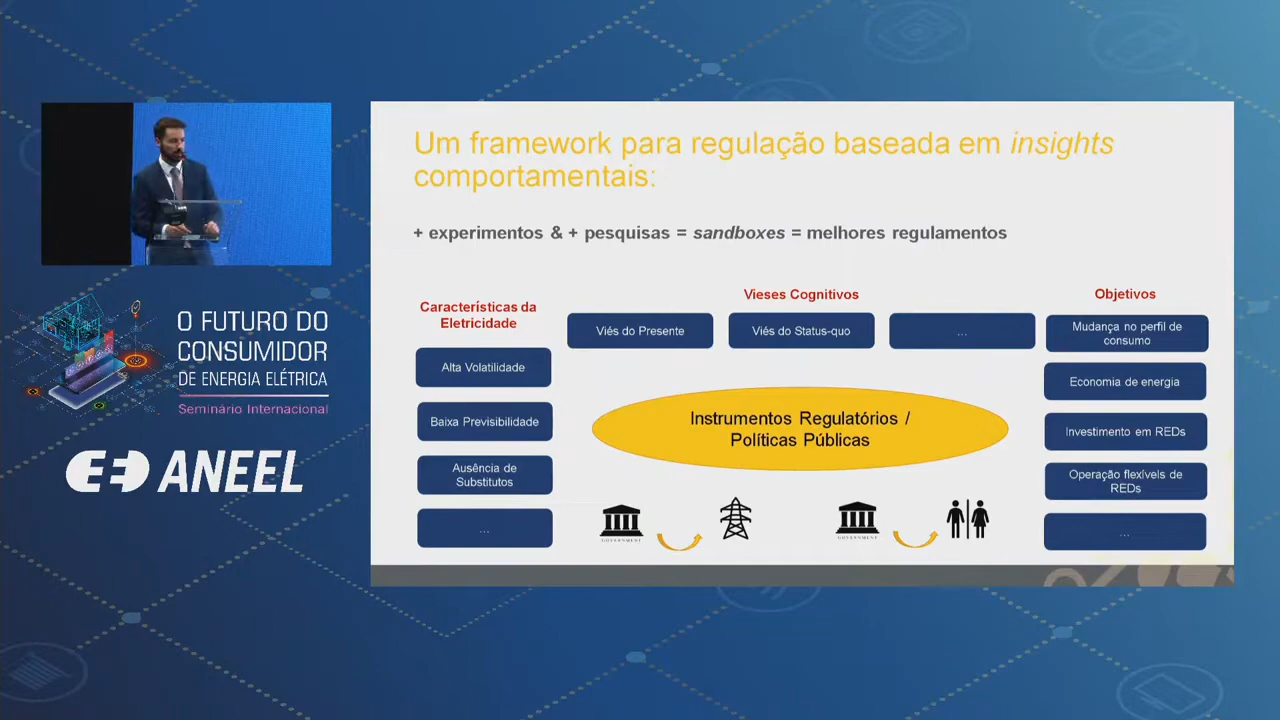 Um framework para regulação baseada em insights
comportamentais:
+ experimentos & + pesquisas = sandboxes = melhores regulamentos
Características da
Eletricidade
Alta Volatilidade
Baixa Previsibilidade
Ausência de
Substitutos
...
Vieses Cognitivos
Viés do Presente
Viés do Status-quo
...
Instrumentos Regulatórios /
Políticas Públicas
GOVERNMENT
GOVERNMENT
Objetivos
Mudança no perfil de
consumo
Economia de energia
Investimento em REDs
Operação flexíveis de
REDs
...
O FUTURO DO
CONSUMIDOR
DE ENERGIA ELÉTRICA
Seminário Internacional
ANEEL